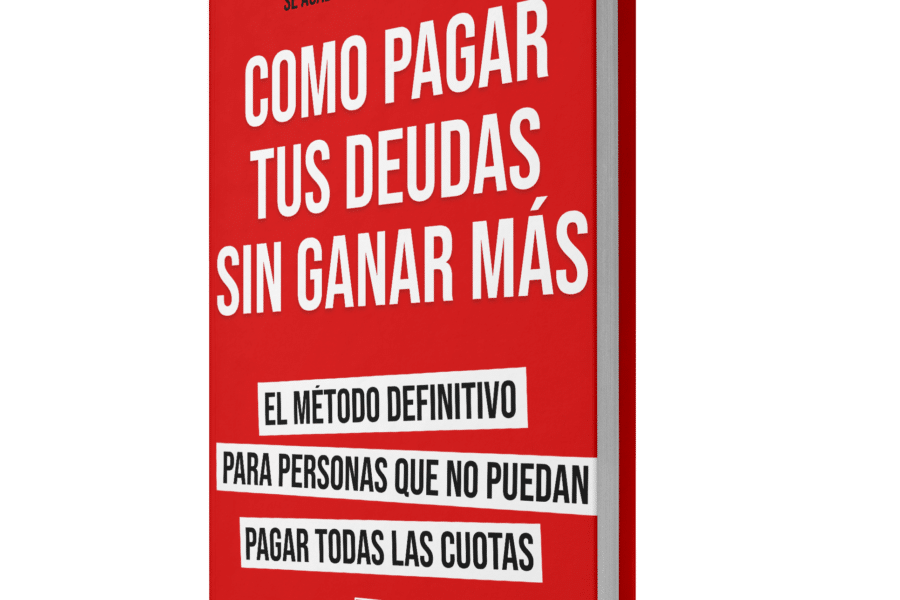 SE
COMO PAGAR
TUS DEUDAS
SIN GANAR MÁS
EL MÉTODO DEFINITIVO
PARA PERSONAS QUE NO PUEDAN
PAGAR TODAS LAS CUOTAS